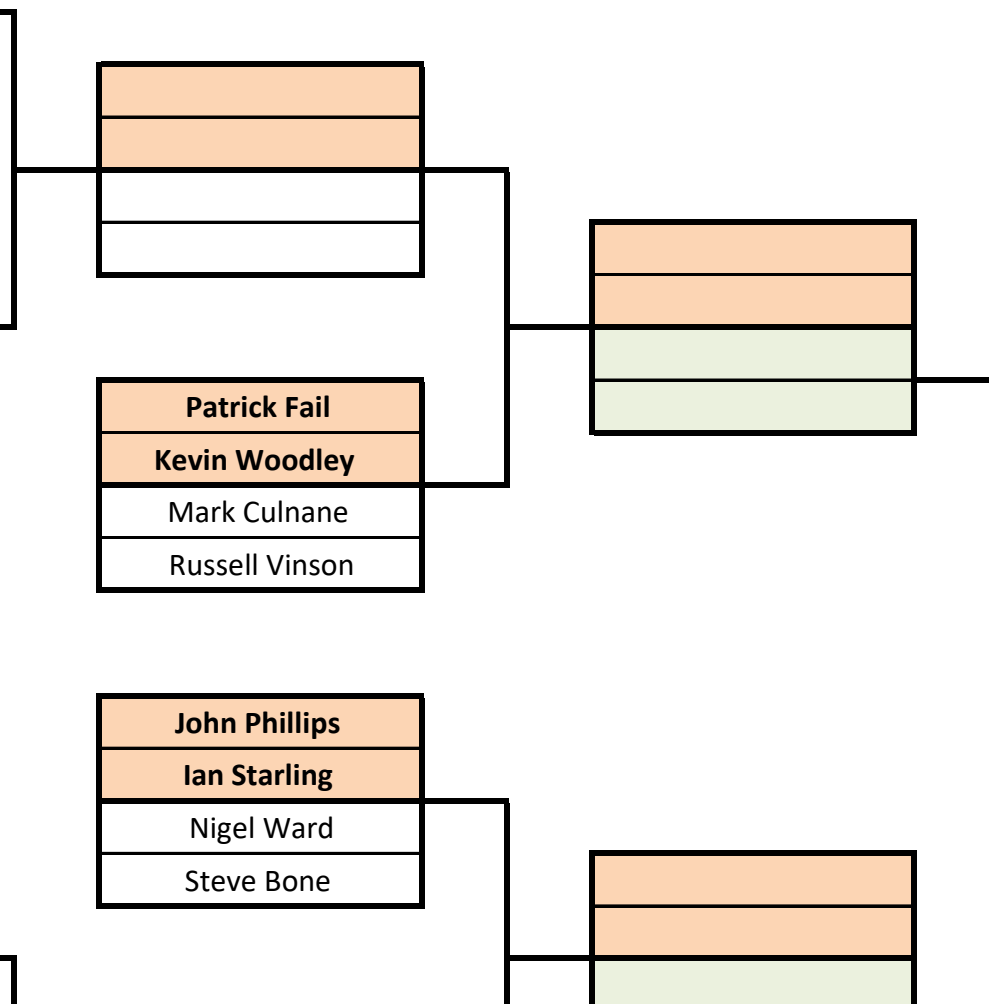 Patrick Fail
Kevin Woodley
Mark Culnane
Russell Vinson
John Phillips
Ian Starling
Nigel Ward
Steve Bone